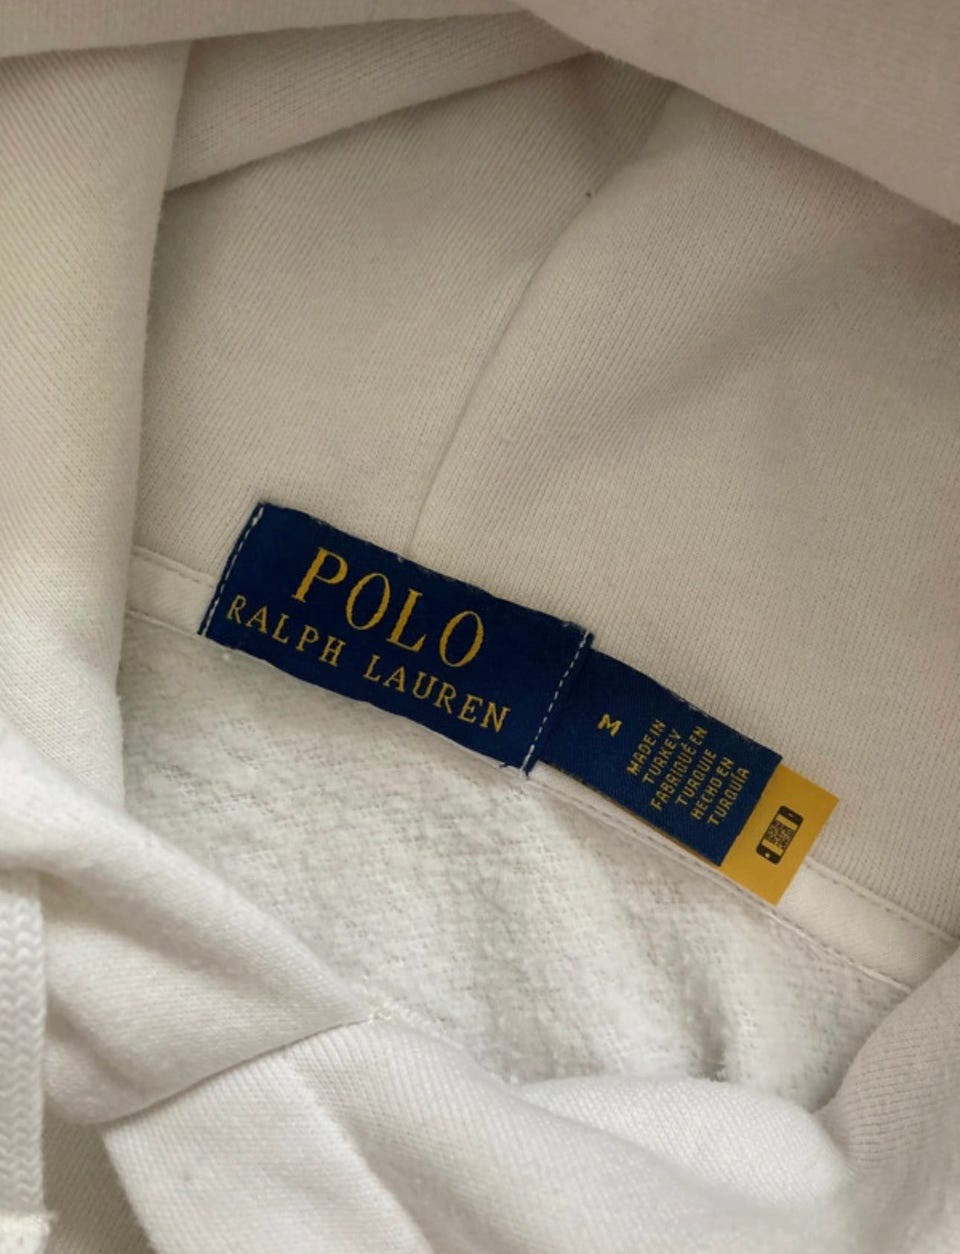 POLO
RALPH LAUREN
M
MADE IN
TURKEY
FABRIQUÉ EN
TURQUIE
HECHO EN
TURQUÍA